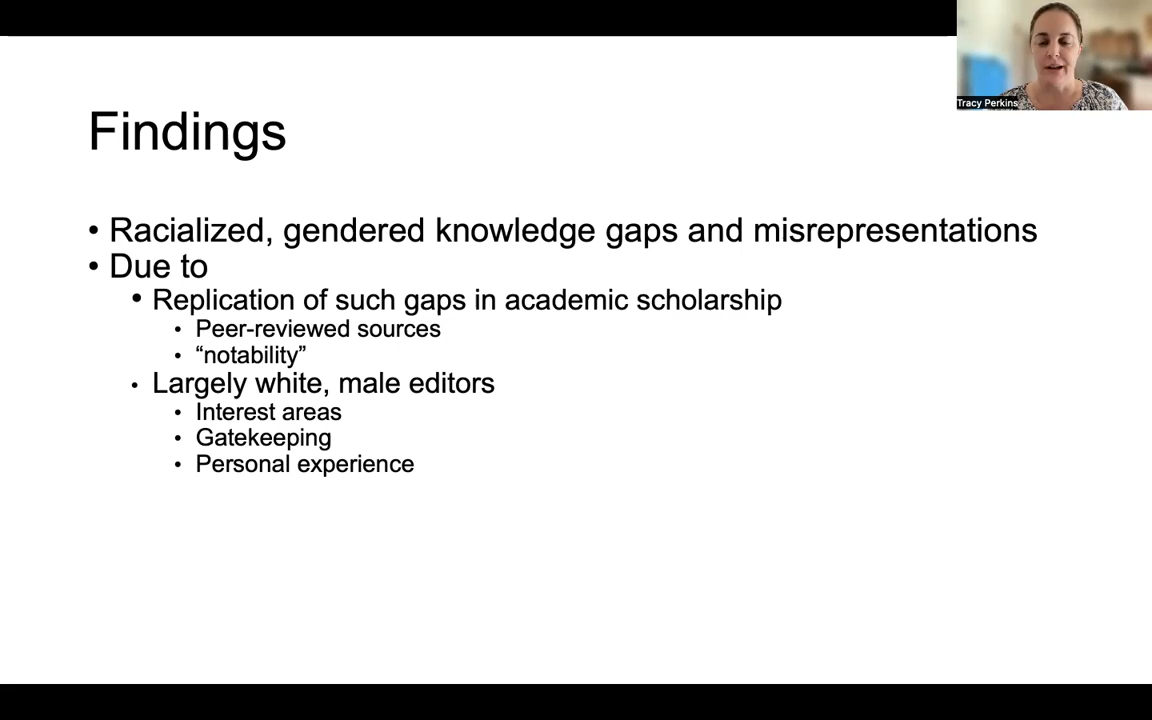 Tracy Perkins
Findings
• Racialized, gendered knowledge gaps and misrepresentations
• Due to
• Replication of such gaps in academic scholarship
• Peer-reviewed sources
• “notability”
• Largely white, male editors
• Interest areas
• Gatekeeping
• Personal experience